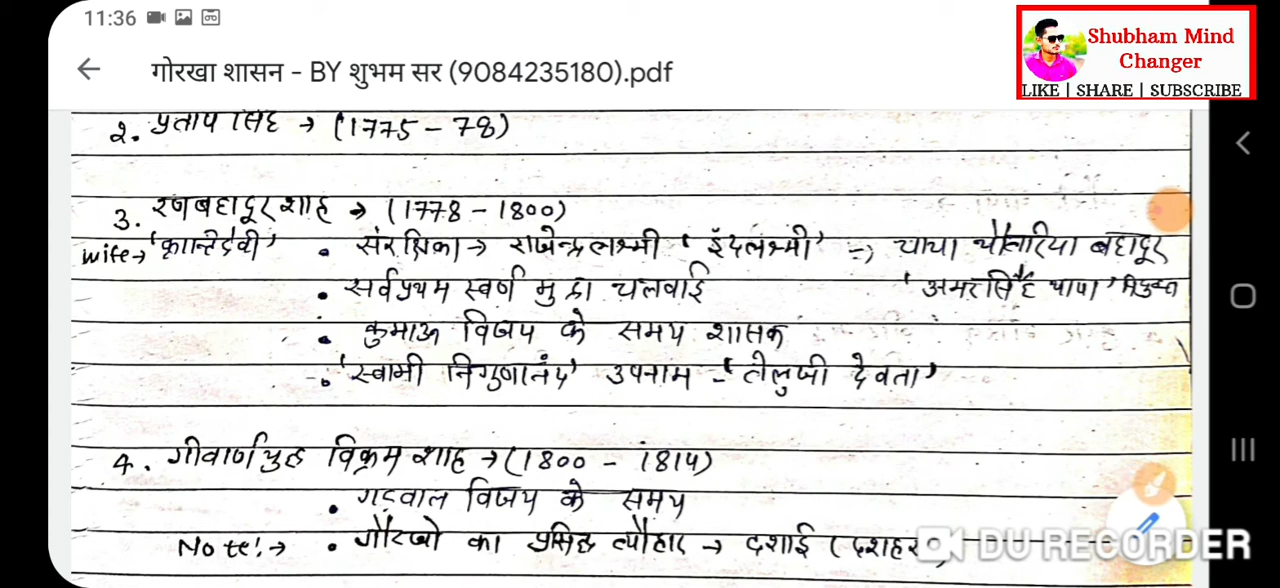 11:36
Shubham Mind
Changer
LIKE | SHARE | SUBSCRIBE
गोरखा शासन - BY शुभम सर (9084235180).pdf
2. प्रताप सिंह → (1775 - 78)
3. रणबहादूर शाह → (1778 - 1800)
wife → 'कान्तिदेवी' • संरक्षिका → राजेन्द्रलक्ष्मी 'इंद्रलक्ष्मी' => चाचा चौतारिया बहादूर
• सर्वप्रथम स्वर्ण मुद्रा चलवाई 'अमरसिंह थापा' नियुक्त
• कुमाऊ विजय के समय शासक
• 'स्वामी निगुणानंद' उपनाम - 'तेलुजी देवता'
4. गीवार्णयुद्ध विक्रम शाह → (1800 - 1814)
• गढ़वाल विजय के समय
Note! → • गौरखो का प्रसिद्ध त्यौहार → दशाई (दशहरा
DU RECORDER